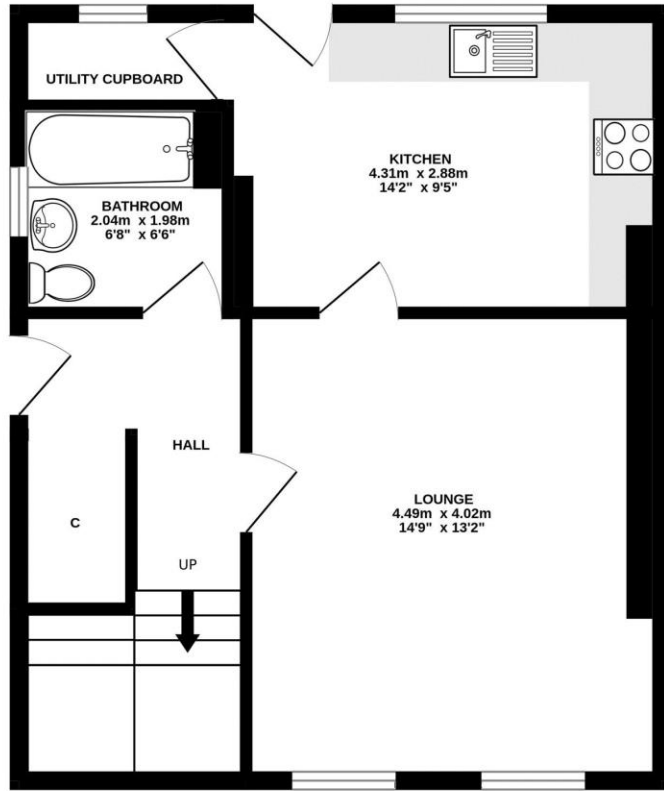 UTILITY CUPBOARD
KITCHEN
4.31m x 2.88m
14'2" x 9'5"
BATHROOM
2.04m x 1.98m
6'8" x 6'6"
HALL
LOUNGE
4.49m x 4.02m
14'9" x 13'2"
C
UP